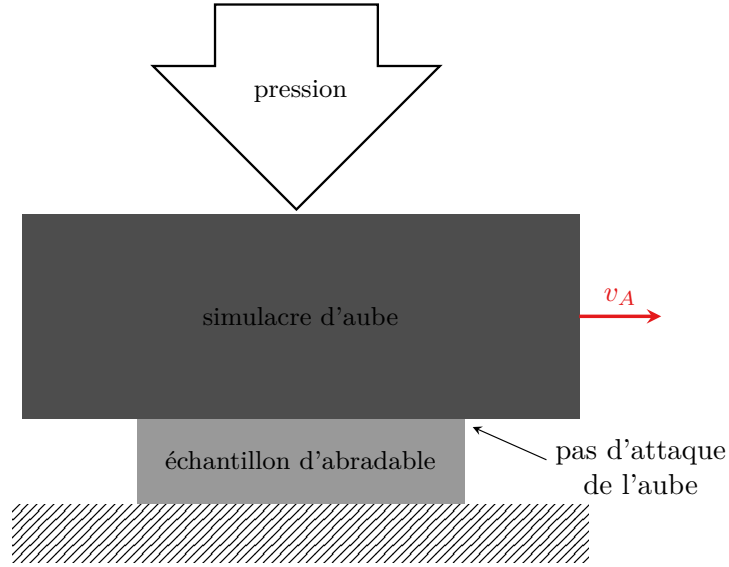 pression
simulacre d'aube
v_A
échantillon d'abradable
pas d'attaque
de l'aube